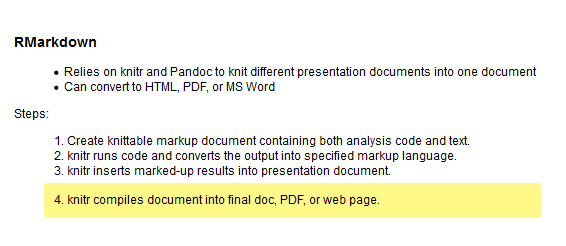 RMarkdown
• Relies on knitr and Pandoc to knit different presentation documents into one document
• Can convert to HTML, PDF, or MS Word
Steps:
1. Create knittable markup document containing both analysis code and text.
2. knitr runs code and converts the output into specified markup language.
3. knitr inserts marked-up results into presentation document.
4. knitr compiles document into final doc, PDF, or web page.